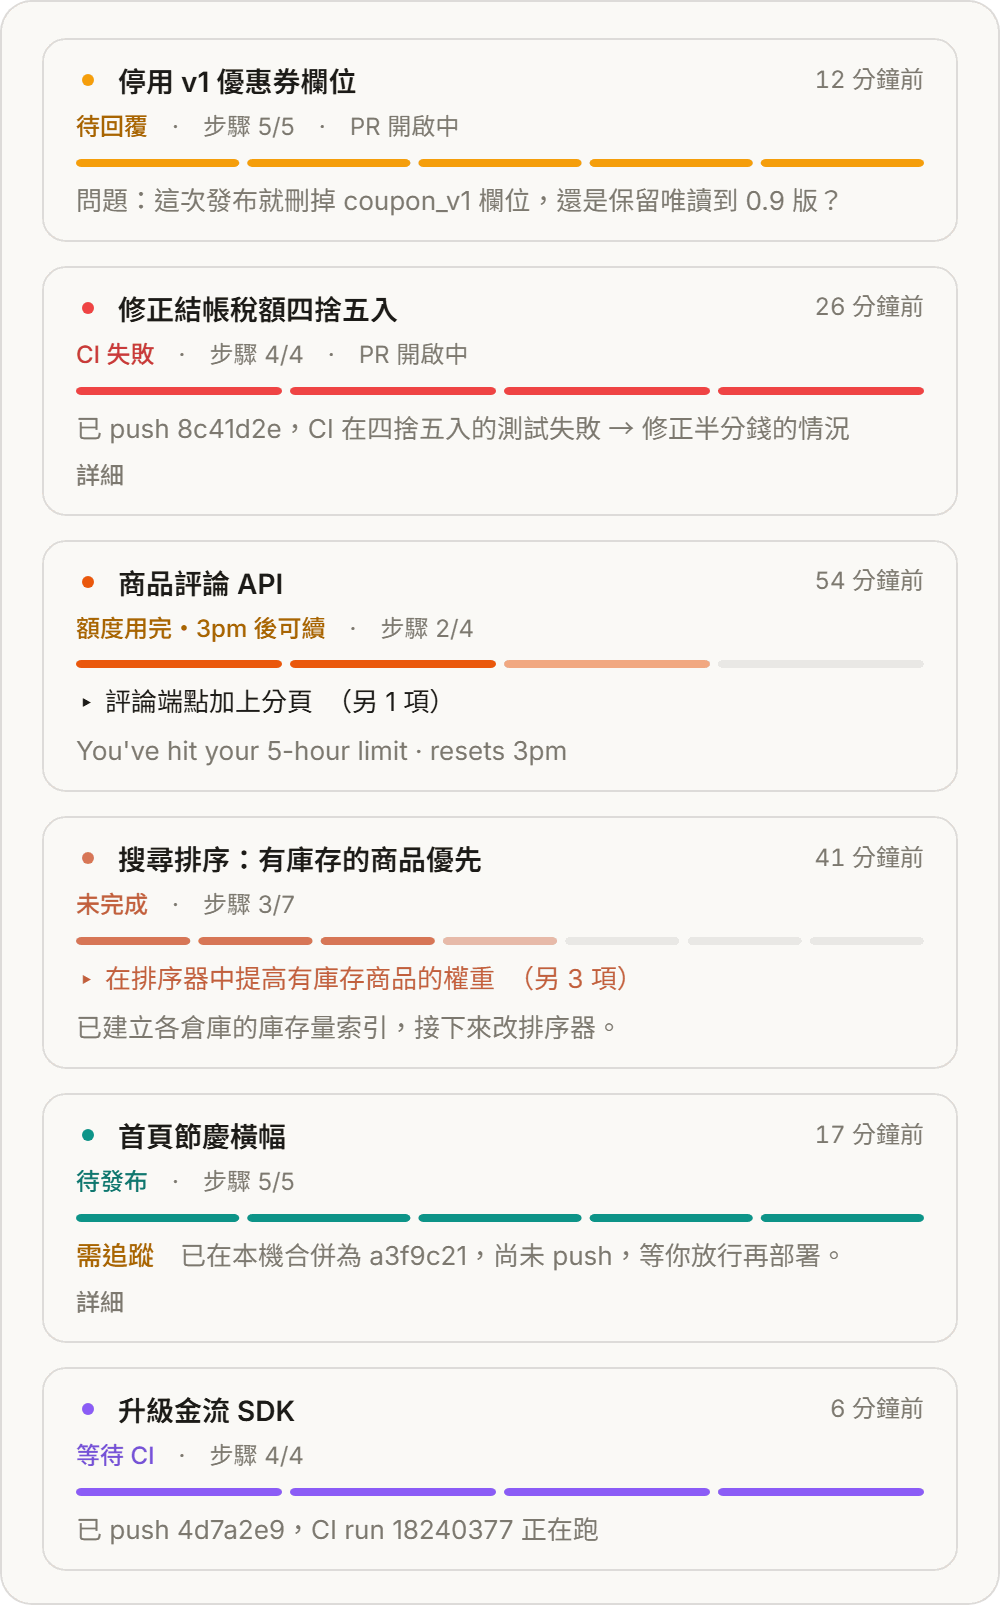 停用 v1 優惠券欄位
12 分鐘前
待回覆 · 步驟 5/5 · PR 開啟中
問題：這次發布就刪掉 coupon_v1 欄位，還是保留唯讀到 0.9 版？
修正結帳稅額四捨五入
26 分鐘前
CI 失敗 · 步驟 4/4 · PR 開啟中
已 push 8c41d2e，CI 在四捨五入的測試失敗 → 修正半分錢的情況
詳細
商品評論 API
54 分鐘前
額度用完・3pm 後可續 · 步驟 2/4
▸ 評論端點加上分頁 （另 1 項）
You've hit your 5-hour limit · resets 3pm
搜尋排序：有庫存的商品優先
41 分鐘前
未完成 · 步驟 3/7
▸ 在排序器中提高有庫存商品的權重 （另 3 項）
已建立各倉庫的庫存量索引，接下來改排序器。
首頁節慶橫幅
17 分鐘前
待發布 · 步驟 5/5
需追蹤 已在本機合併為 a3f9c21，尚未 push，等你放行再部署。
詳細
升級金流 SDK
6 分鐘前
等待 CI · 步驟 4/4
已 push 4d7a2e9，CI run 18240377 正在跑